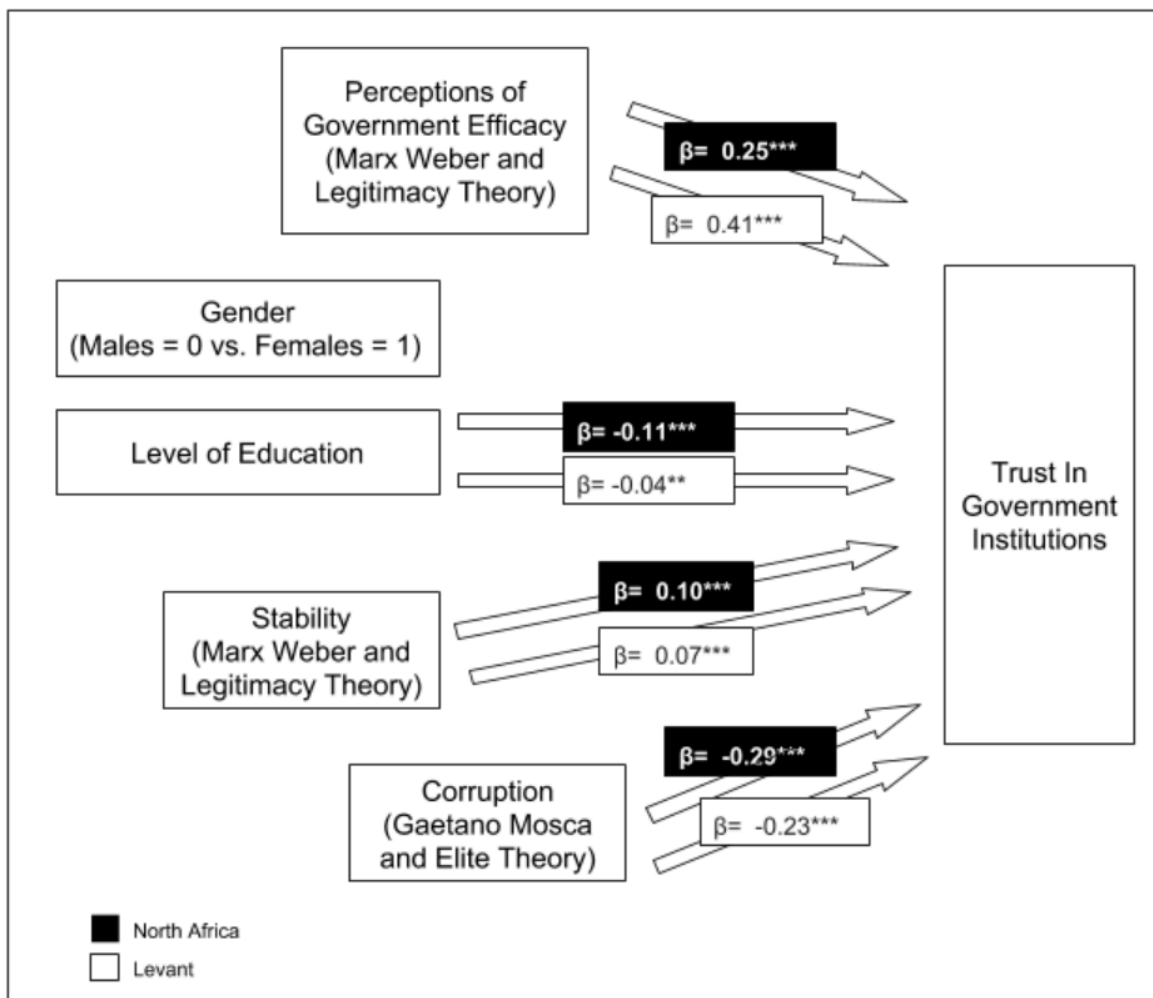 Perceptions of
Government Efficacy
(Marx Weber and
Legitimacy Theory)
β= 0.25***
β= 0.41***
Gender
(Males = 0 vs. Females = 1)
Level of Education
β= -0.11***
β= -0.04**
Trust In
Government
Institutions
Stability
(Marx Weber and
Legitimacy Theory)
β= 0.10***
β= 0.07***
Corruption
(Gaetano Mosca
and Elite Theory)
β= -0.29***
β= -0.23***
North Africa
Levant